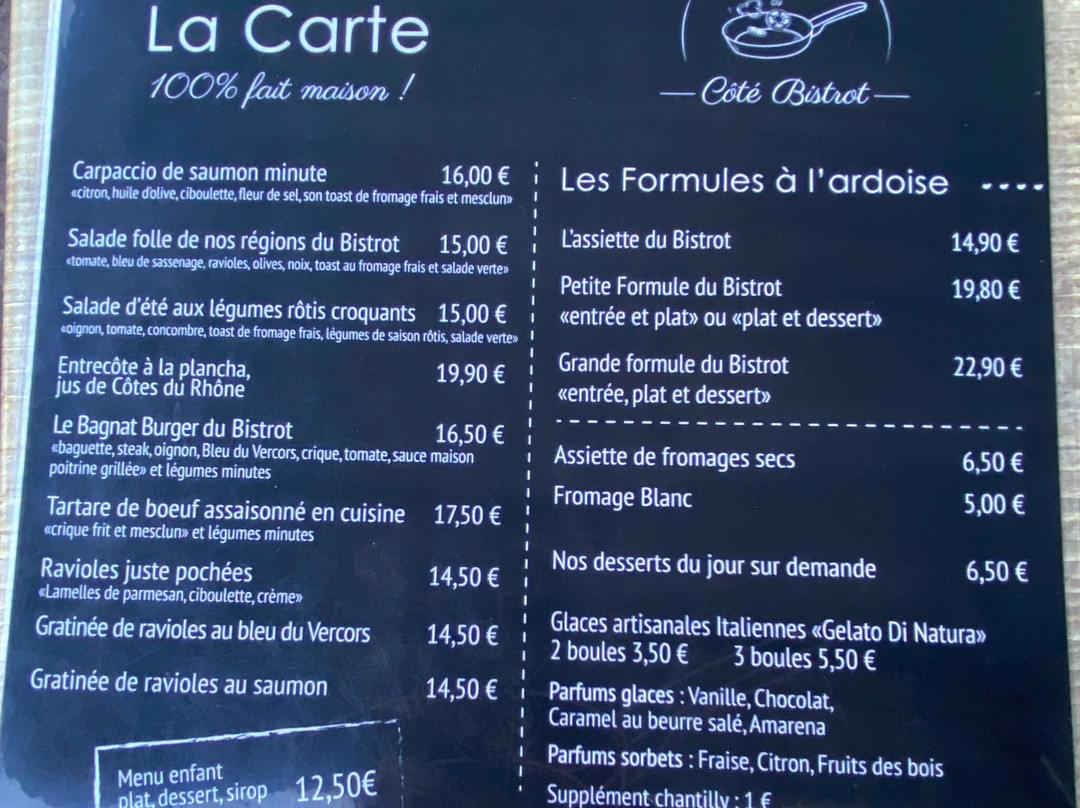 La Carte
100% fait maison !
Carpaccio de saumon minute 16,00 €
«citron, huile d'olive, ciboulette, fleur de sel, son toast de fromage frais et mesclun»
Salade folle de nos régions du Bistrot 15,00 €
«tomate, bleu de sassenage, ravioles, olives, noix, toast au fromage frais et salade verte»
Salade d'été aux légumes rôtis croquants 15,00 €
«oignon, tomate, concombre, toast de fromage frais, légumes de saison rôtis, salade verte»
Entrecôte à la plancha, 19,90 €
jus de Côtes du Rhône
Le Bagnat Burger du Bistrot 16,50 €
«baguette, steak, oignon, Bleu du Vercors, crique, tomate, sauce maison
poitrine grillée» et légumes minutes
Tartare de boeuf assaisonné en cuisine 17,50 €
«crique frit et mesclun» et légumes minutes
Ravioles juste pochées 14,50 €
«Lamelles de parmesan, ciboulette, crème»
Gratinée de ravioles au bleu du Vercors 14,50 €
Gratinée de ravioles au saumon 14,50 €
Menu enfant
plat, dessert, sirop 12,50€
Côté Bistrot
Les Formules à l'ardoise
L'assiette du Bistrot 14,90 €
Petite Formule du Bistrot 19,80 €
«entrée et plat» ou «plat et dessert»
Grande formule du Bistrot 22,90 €
«entrée, plat et dessert»
Assiette de fromages secs 6,50 €
Fromage Blanc 5,00 €
Nos desserts du jour sur demande 6,50 €
Glaces artisanales Italiennes «Gelato Di Natura»
2 boules 3,50 € 3 boules 5,50 €
Parfums glaces : Vanille, Chocolat,
Caramel au beurre salé, Amarena
Parfums sorbets : Fraise, Citron, Fruits des bois
Supplément chantilly : 1 €